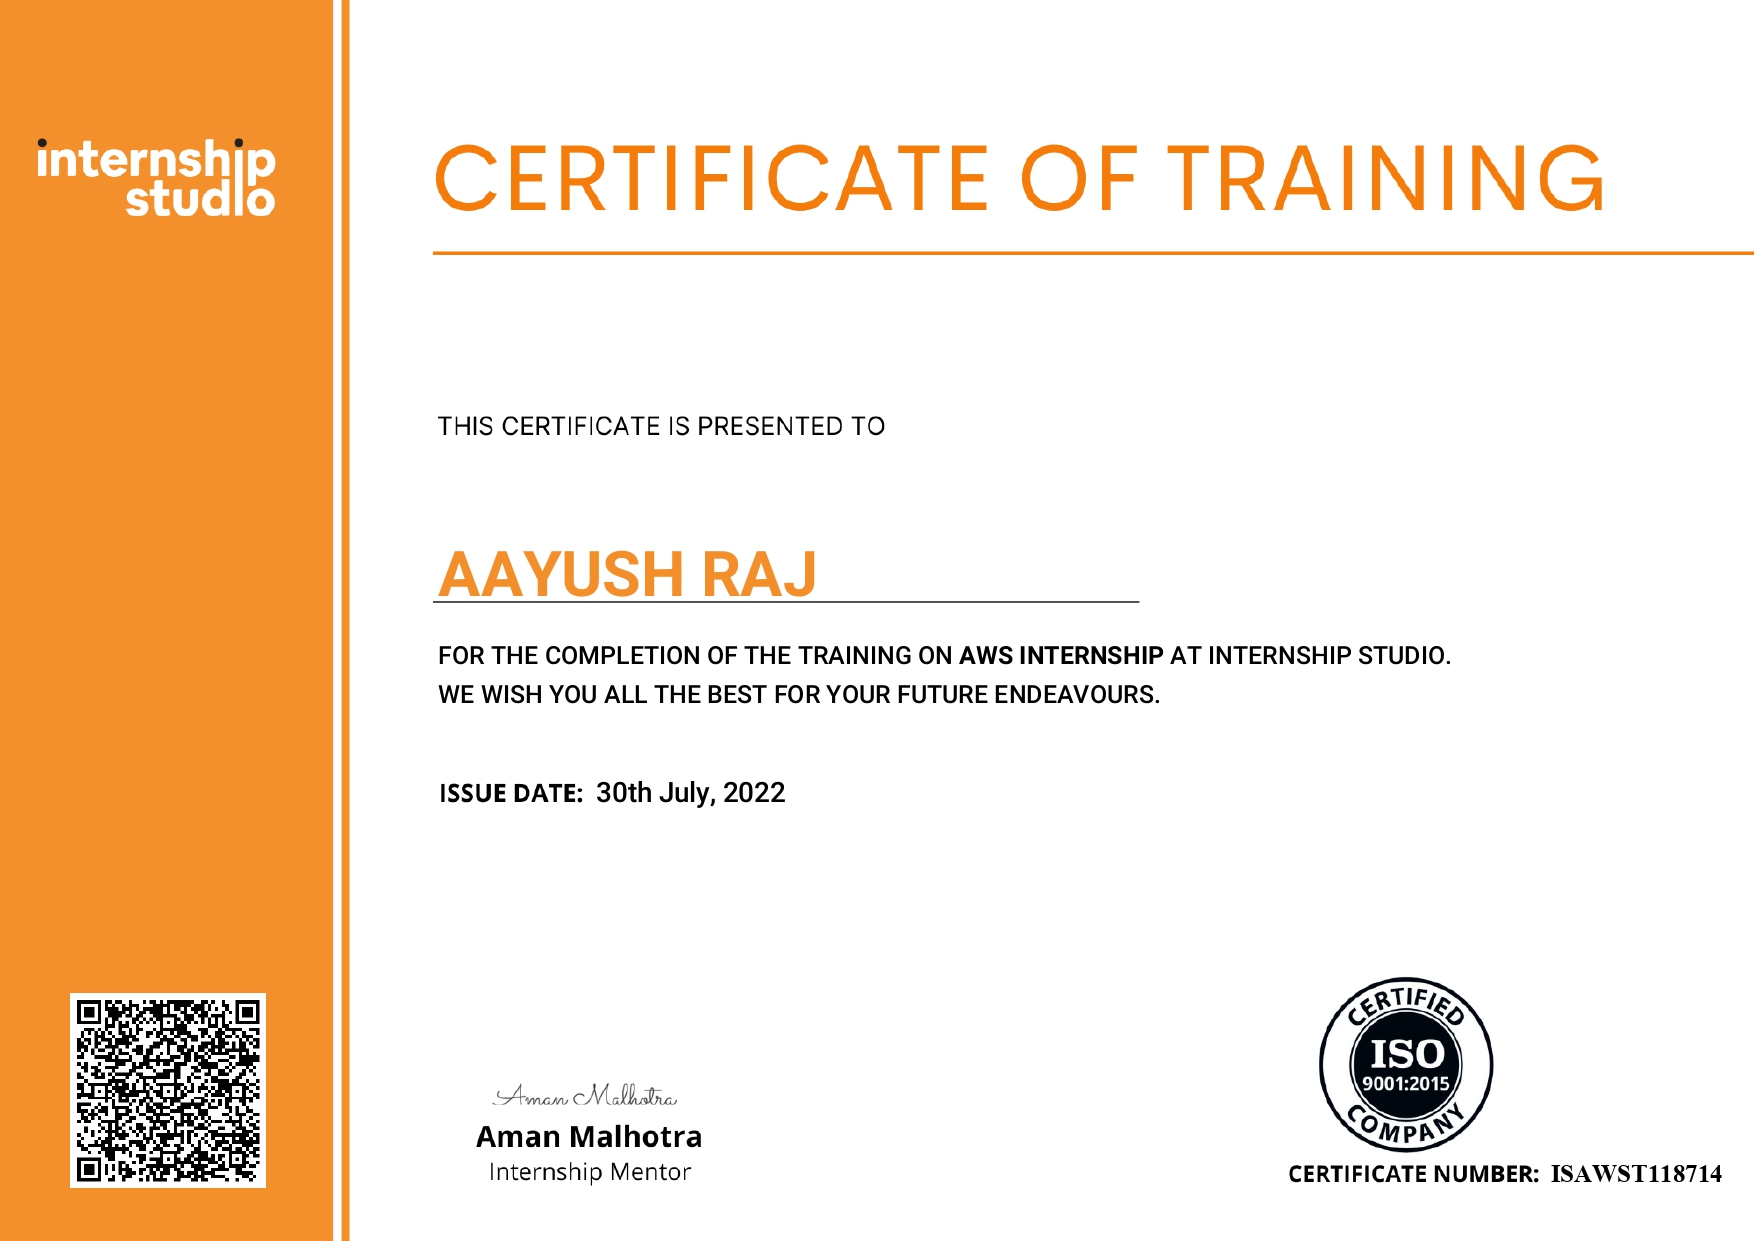 internship
studio
CERTIFICATE OF TRAINING
THIS CERTIFICATE IS PRESENTED TO
AAYUSH RAJ
FOR THE COMPLETION OF THE TRAINING ON AWS INTERNSHIP AT INTERNSHIP STUDIO.
WE WISH YOU ALL THE BEST FOR YOUR FUTURE ENDEAVOURS.
ISSUE DATE: 30th July, 2022
Aman Malhotra
Aman Malhotra
Internship Mentor
CERTIFIED
ISO
9001:2015
COMPANY
CERTIFICATE NUMBER: ISAWST118714